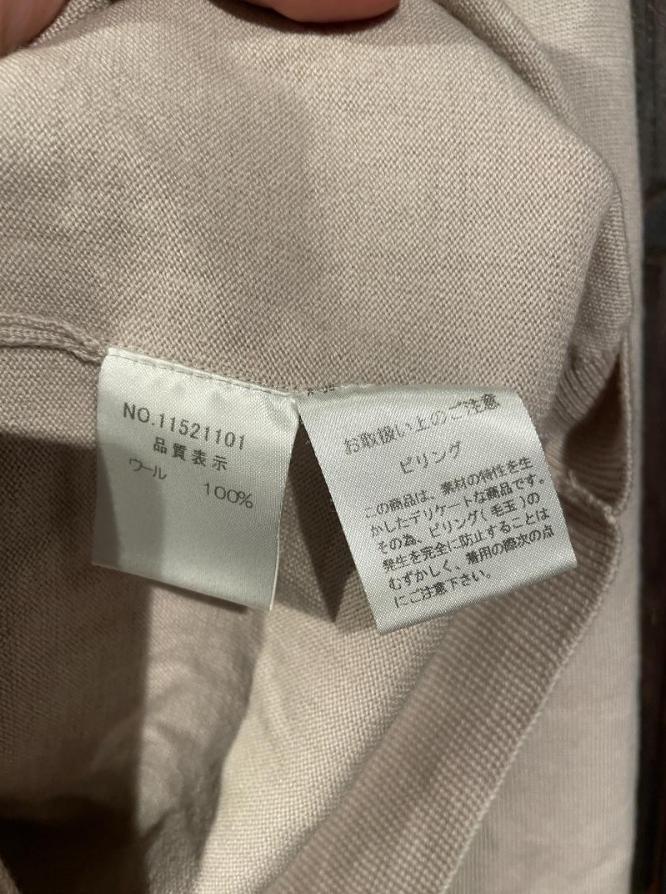 NO.11521101
品質表示
ウール 100%
お取扱い上のご注意
ピリング
この商品は、素材の特性を生
かしたデリケートな商品です。
その為、ピリング(毛玉)の
発生を完全に防止することは
むずかしく、着用の際次の点
にご注意下さい。